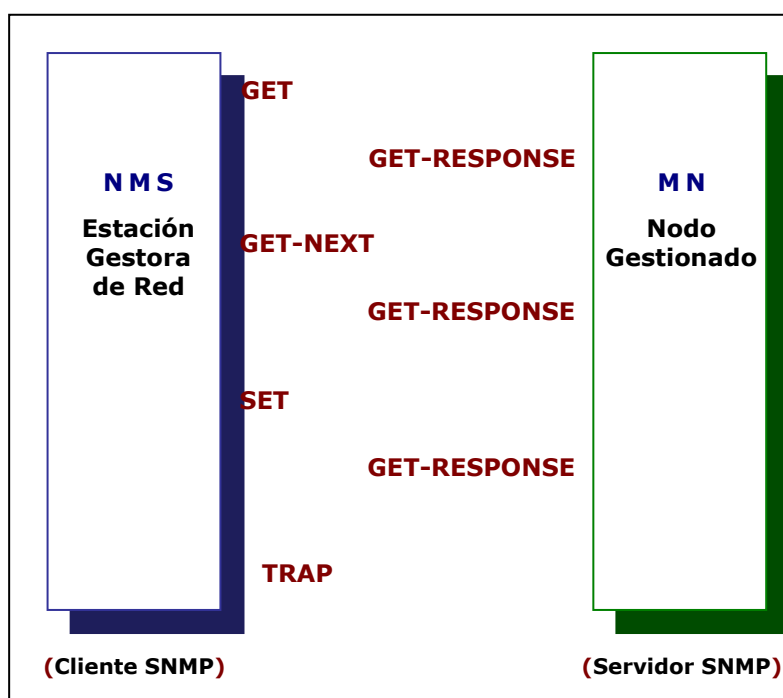 GET
GET-RESPONSE
N M S
M N
Estación
Gestora
de Red
Nodo
Gestionado
GET-NEXT
GET-RESPONSE
SET
GET-RESPONSE
TRAP
(Cliente SNMP)
(Servidor SNMP)